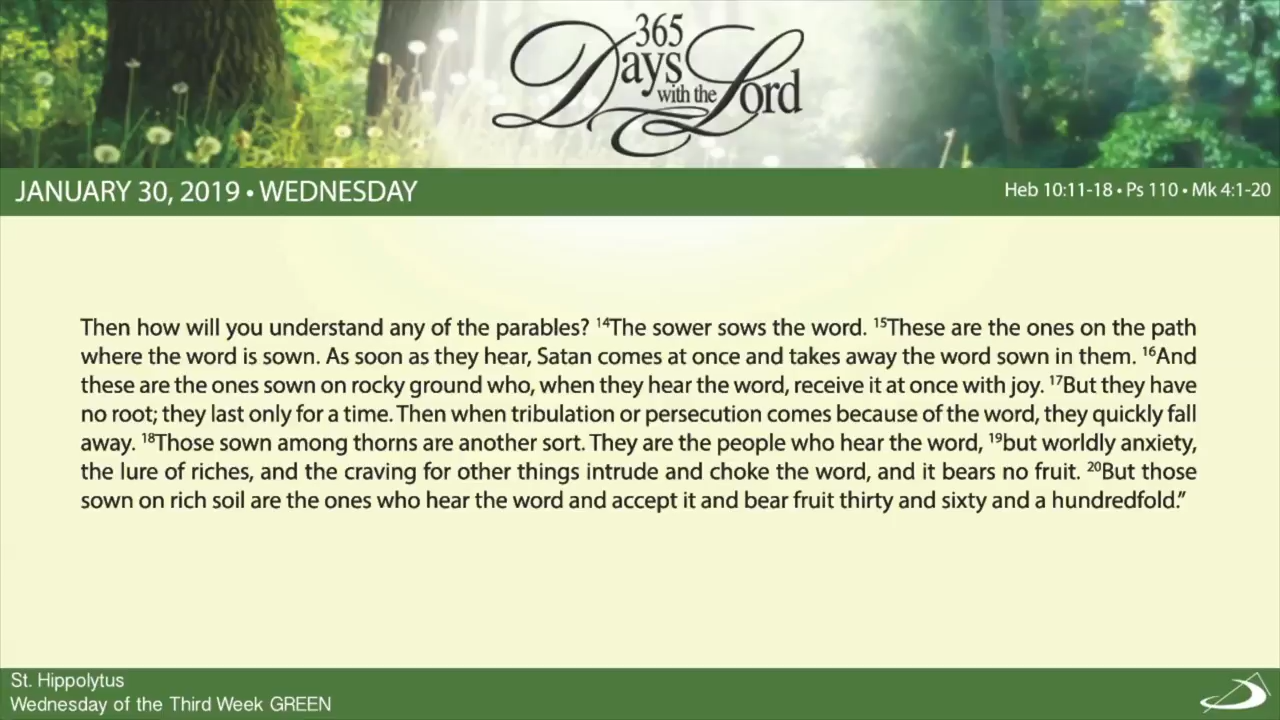 365
Days
with the Lord
JANUARY 30, 2019 • WEDNESDAY
Heb 10:11-18 • Ps 110 • Mk 4:1-20
Then how will you understand any of the parables? ¹⁴The sower sows the word. ¹⁵These are the ones on the path
where the word is sown. As soon as they hear, Satan comes at once and takes away the word sown in them. ¹⁶And
these are the ones sown on rocky ground who, when they hear the word, receive it at once with joy. ¹⁷But they have
no root; they last only for a time. Then when tribulation or persecution comes because of the word, they quickly fall
away. ¹⁸Those sown among thorns are another sort. They are the people who hear the word, ¹⁹but worldly anxiety,
the lure of riches, and the craving for other things intrude and choke the word, and it bears no fruit. ²⁰But those
sown on rich soil are the ones who hear the word and accept it and bear fruit thirty and sixty and a hundredfold.”
St. Hippolytus
Wednesday of the Third Week GREEN